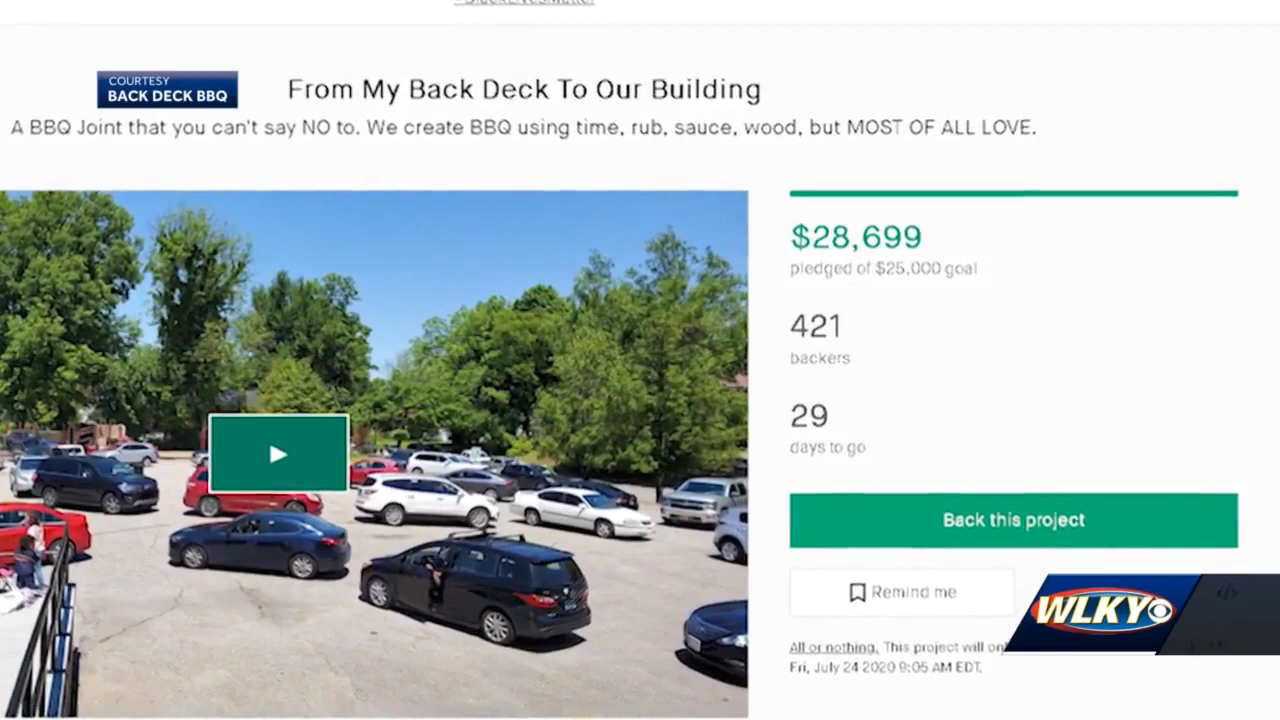 COURTESY
BACK DECK BBQ
From My Back Deck To Our Building
A BBQ Joint that you can't say NO to. We create BBQ using time, rub, sauce, wood, but MOST OF ALL LOVE.
$28,699
pledged of $25,000 goal
421
backers
29
days to go
Back this project
Remind me
WLKY
All or nothing. This project will
Fri, July 24 2020 9:05 AM EDT.